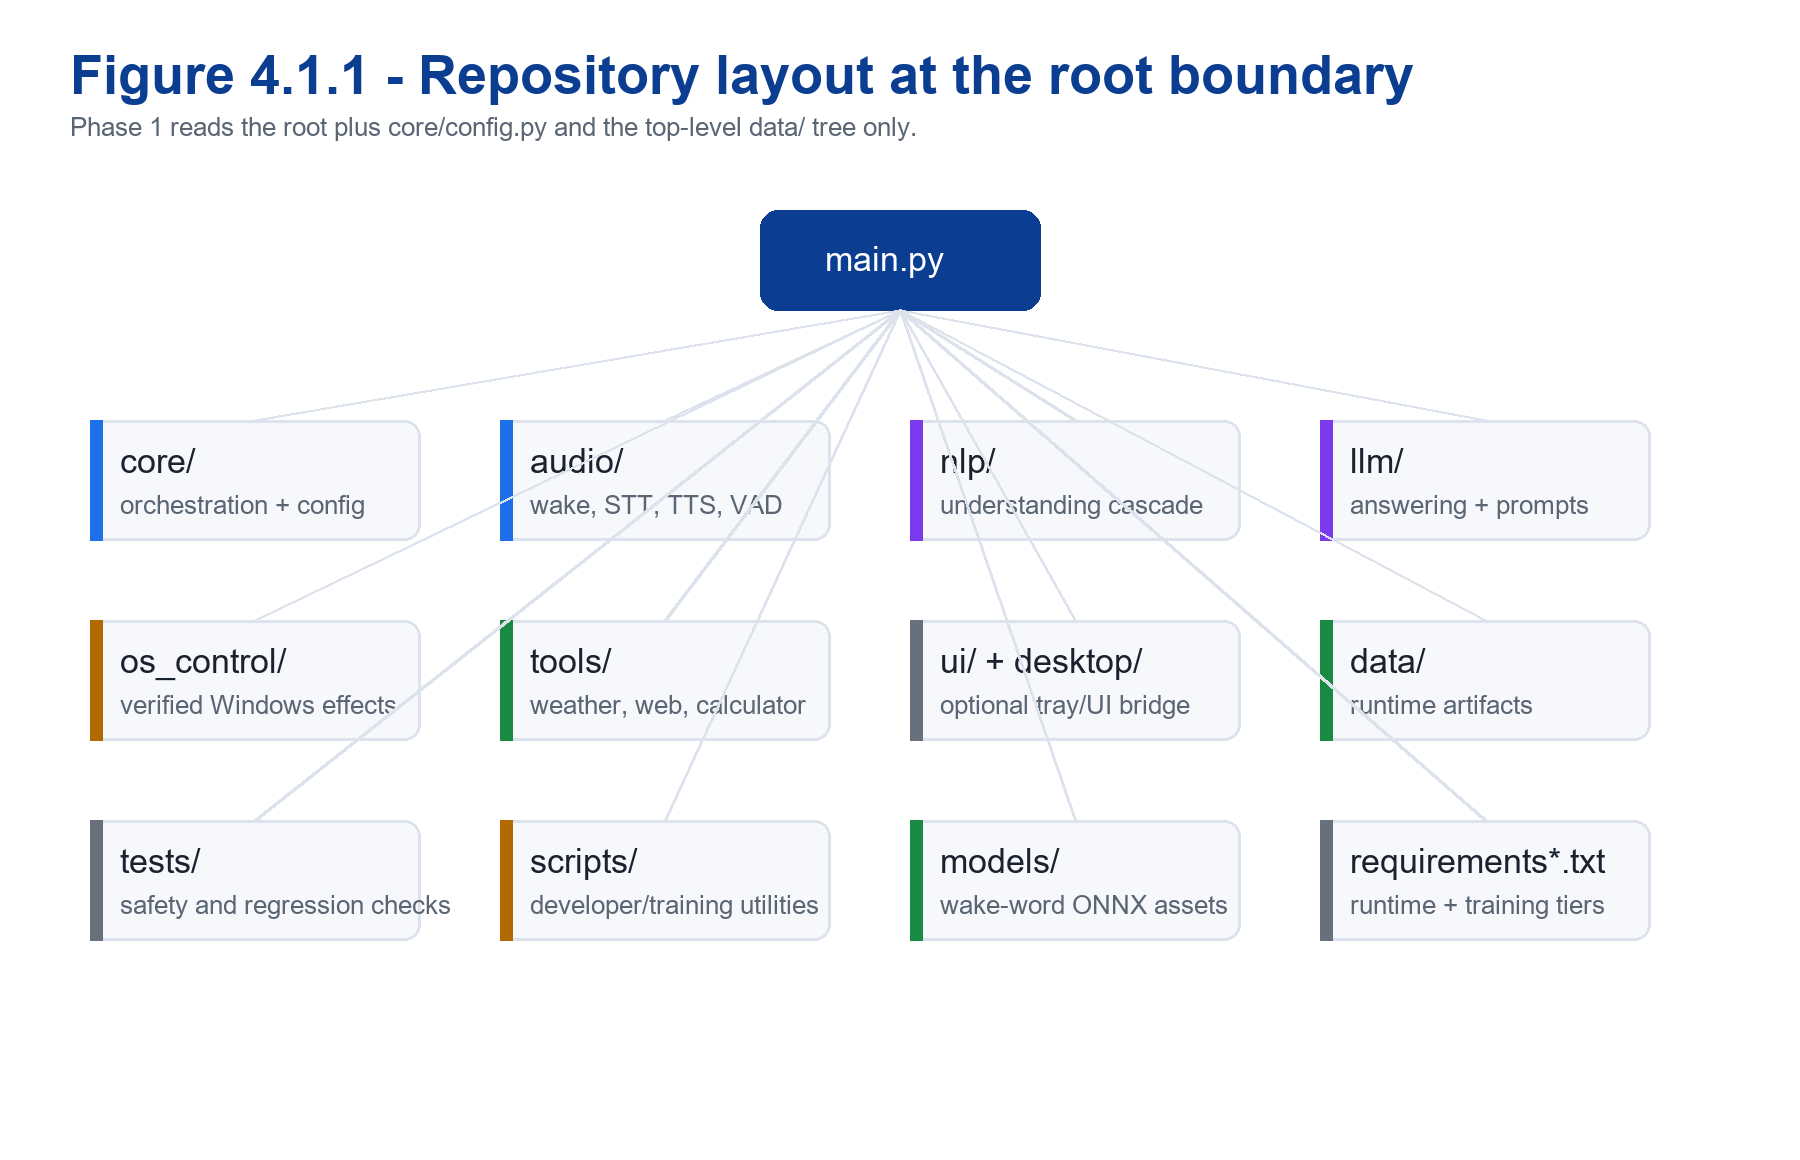 Figure 4.1.1 - Repository layout at the root boundary
Phase 1 reads the root plus core/config.py and the top-level data/ tree only.
main.py
core/
orchestration + config
audio/
wake, STT, TTS, VAD
nlp/
understanding cascade
llm/
answering + prompts
os_control/
verified Windows effects
tools/
weather, web, calculator
ui/ + desktop/
optional tray/UI bridge
data/
runtime artifacts
tests/
safety and regression checks
scripts/
developer/training utilities
models/
wake-word ONNX assets
requirements*.txt
runtime + training tiers